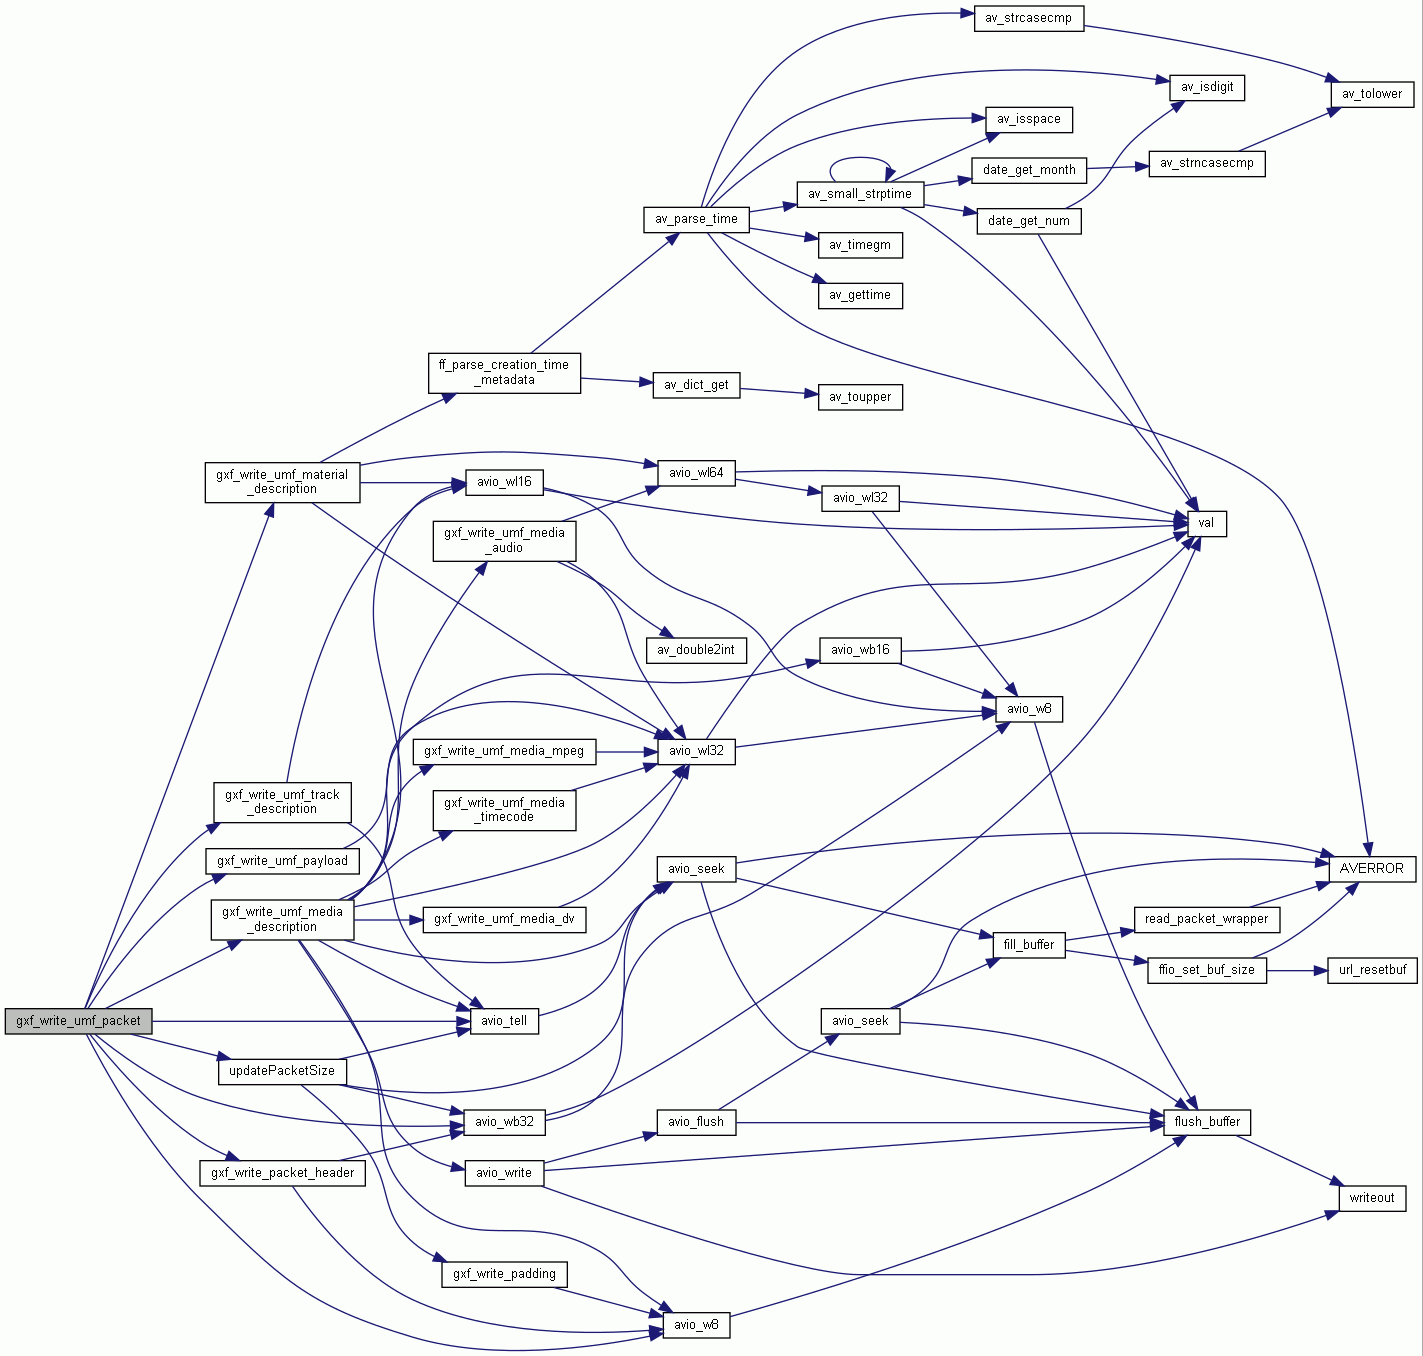 av_strcasecmp
av_isdigit
av_tolower
av_isspace
av_strncasecmp
date_get_month
av_small_strptime
av_parse_time
date_get_num
av_timegm
av_gettime
ff_parse_creation_time
_metadata
av_dict_get
av_toupper
gxf_write_umf_material
_description
avio_wl16
avio_wl64
avio_wl32
val
gxf_write_umf_media
_audio
av_double2int
avio_wb16
avio_w8
gxf_write_umf_media_mpeg
avio_wl32
gxf_write_umf_track
_description
gxf_write_umf_media
_timecode
gxf_write_umf_payload
avio_seek
AVERROR
gxf_write_umf_media
_description
gxf_write_umf_media_dv
read_packet_wrapper
fill_buffer
ffio_set_buf_size
url_resetbuf
gxf_write_umf_packet
avio_tell
avio_seek
updatePacketSize
avio_wb32
avio_flush
flush_buffer
gxf_write_packet_header
avio_write
writeout
gxf_write_padding
avio_w8